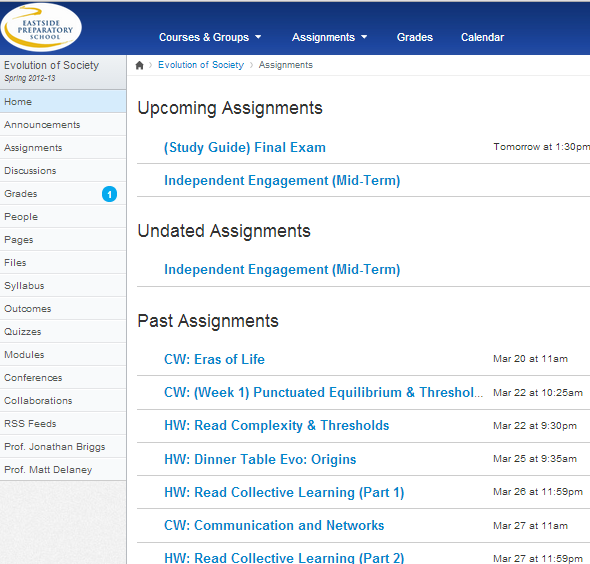 EASTSIDE
PREPARATORY
SCHOOL
Courses & Groups Assignments Grades Calendar
Evolution of Society
Spring 2012-13
Home
Announcements
Assignments
Discussions
Grades 1
People
Pages
Files
Syllabus
Outcomes
Quizzes
Modules
Conferences
Collaborations
RSS Feeds
Prof. Jonathan Briggs
Prof. Matt Delaney
Evolution of Society Assignments
Upcoming Assignments
(Study Guide) Final Exam Tomorrow at 1:30pm
Independent Engagement (Mid-Term)
Undated Assignments
Independent Engagement (Mid-Term)
Past Assignments
CW: Eras of Life Mar 20 at 11am
CW: (Week 1) Punctuated Equilibrium & Threshol... Mar 22 at 10:25am
HW: Read Complexity & Thresholds Mar 22 at 9:30pm
HW: Dinner Table Evo: Origins Mar 25 at 9:35am
HW: Read Collective Learning (Part 1) Mar 26 at 11:59pm
CW: Communication and Networks Mar 27 at 11am
HW: Read Collective Learning (Part 2) Mar 27 at 11:59pm